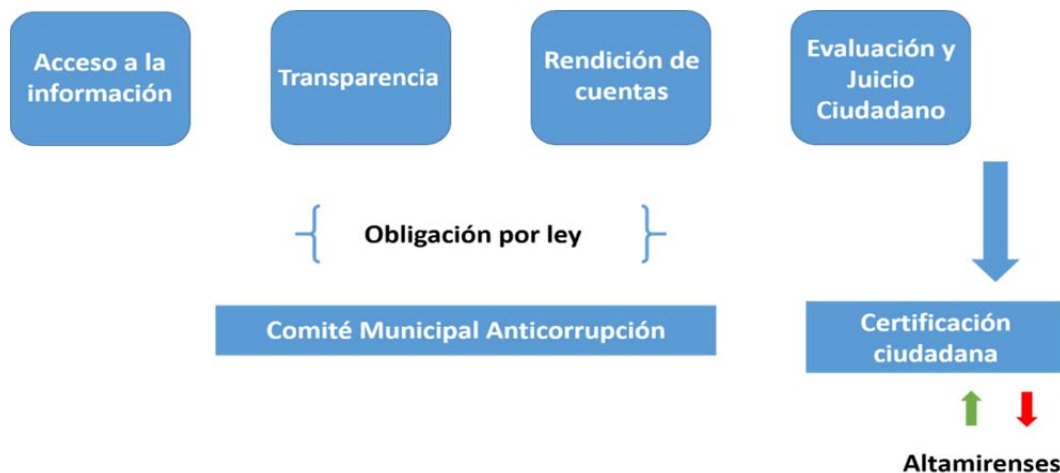 Acceso a la
información
Transparencia
Rendición de
cuentas
Evaluación y
Juicio
Ciudadano
Obligación por ley
Comité Municipal Anticorrupción
Certificación
ciudadana
Altamirenses